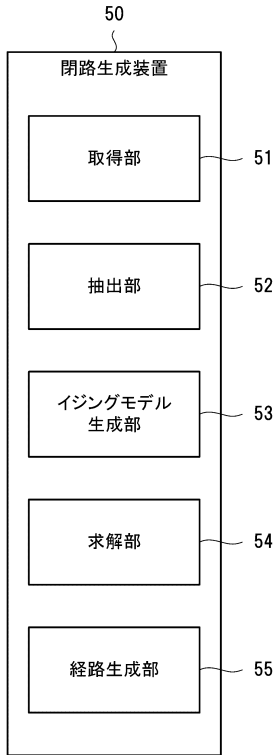 50
閉路生成装置
取得部
51
抽出部
52
イジングモデル
生成部
53
求解部
54
経路生成部
55